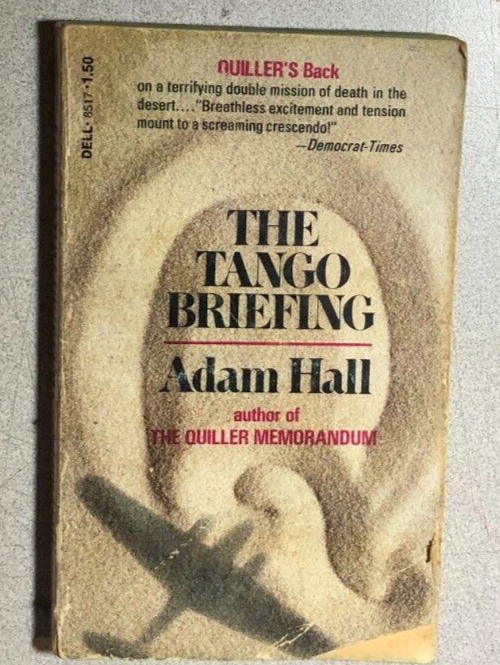 DELL • 8517 • 1.50
QUILLER'S Back
on a terrifying double mission of death in the
desert...."Breathless excitement and tension
mount to a screaming crescendo!"
—Democrat-Times
THE
TANGO
BRIEFING
Adam Hall
author of
THE QUILLER MEMORANDUM